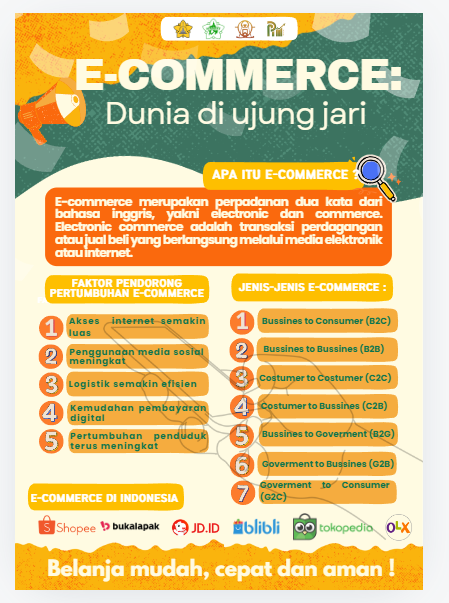 E-COMMERCE:
Dunia di ujung jari
APA ITU E-COMMERCE ?
E-commerce merupakan perpadanan dua kata dari
bahasa inggris, yakni electronic dan commerce.
Electronic commerce adalah transaksi perdagangan
atau jual beli yang berlangsung melalui media elektronik
atau internet.
FAKTOR PENDORONG
PERTUMBUHAN E-COMMERCE
1 Akses internet semakin
luas
2 Penggunaan media sosial
meningkat
3 Logistik semakin efisien
4 Kemudahan pembayaran
digital
5 Pertumbuhan penduduk
terus meningkat
JENIS-JENIS E-COMMERCE :
1 Bussines to Consumer (B2C)
2 Bussines to Bussines (B2B)
3 Costumer to Costumer (C2C)
4 Costumer to Bussines (C2B)
5 Bussines to Goverment (B2G)
6 Goverment to Bussines (G2B)
7 Goverment to Consumer
(G2C)
E-COMMERCE DI INDONESIA
Shopee bukalapak JD.ID blibli tokopedia OLX
Belanja mudah, cepat dan aman !